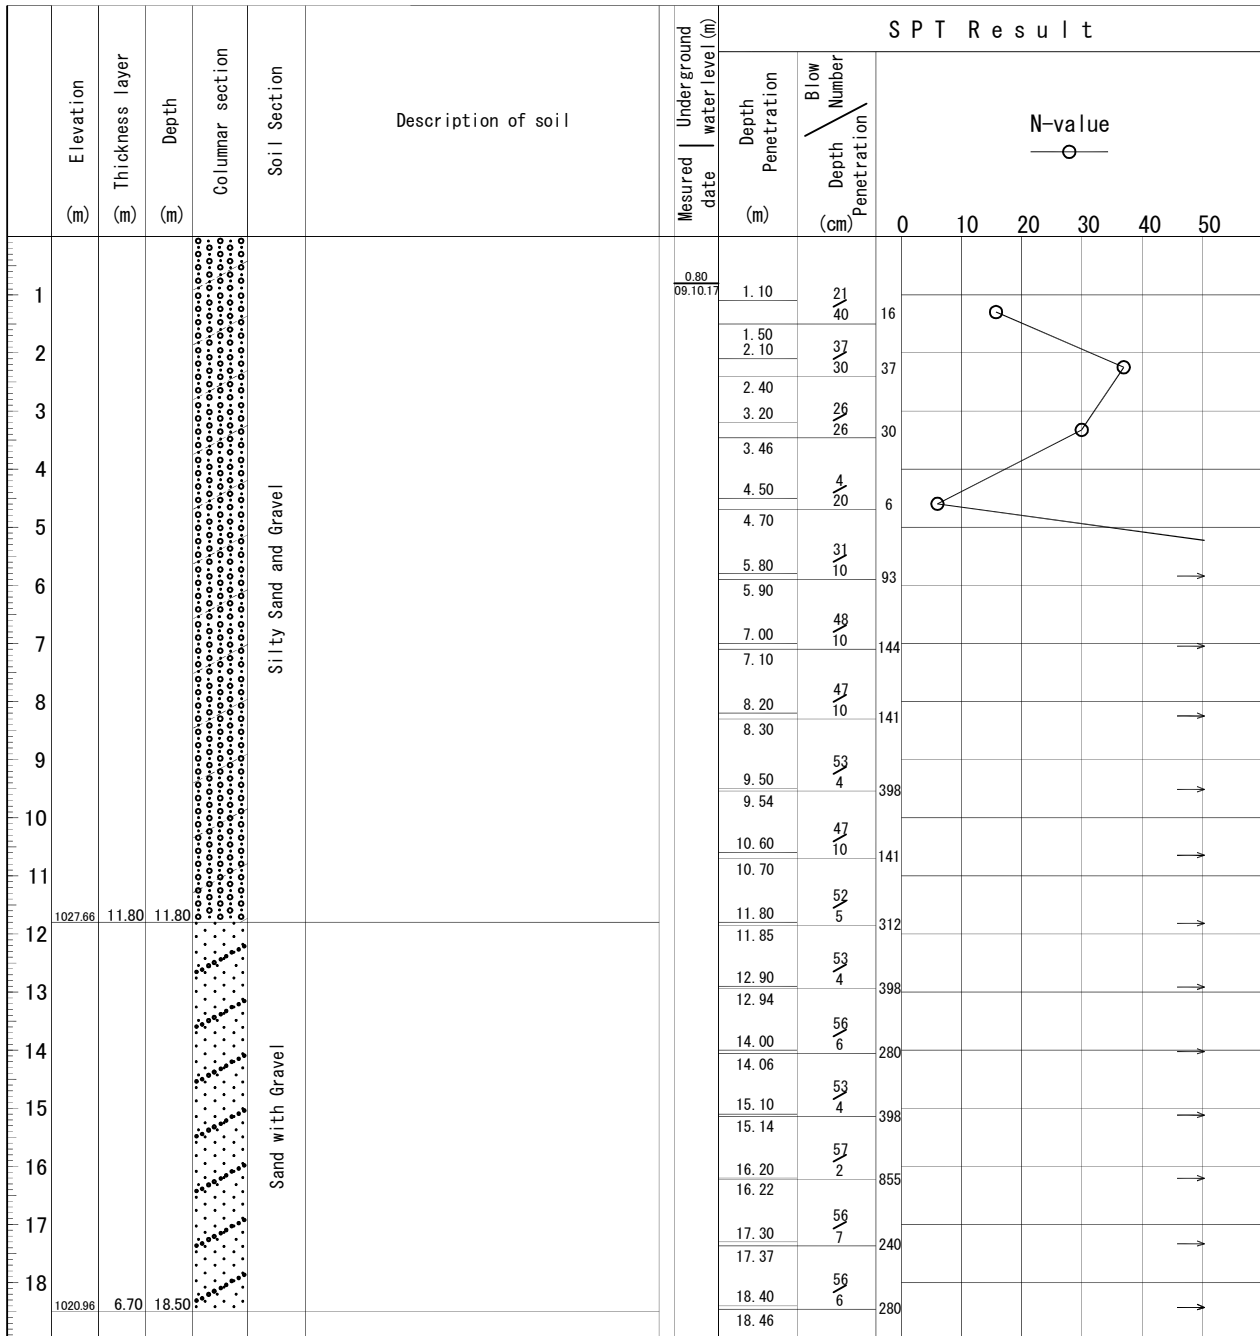 SPT Result
Elevation
(m)
Thickness layer
(m)
Depth
(m)
Columnar section
Soil Section
Description of soil
Underground
water level(m)
Mesured
date
Depth
Penetration
(m)
Blow
Number
Depth
Penetration
(cm)
N-value
0 10 20 30 40 50
0.80
09.10.17
1 1.10 21
40 16
1.50
2 2.10 37
30 37
2.40
3 3.20 26
26 30
3.46
4 4.50 4
20 6
5 4.70
5.80 31
10 93
6 5.90
7 7.00 48
10 144
7.10
8 8.20 47
10 141
8.30
9 9.50 53
4 398
9.54
10 10.60 47
10 141
10.70
11 11.80 52
5 312
1027.66 11.80 11.80
12 11.85
12.90 53
4 398
13 12.94
14 14.00 56
6 280
14.06
15 15.10 53
4 398
15.14
16 16.20 57
2 855
16.22
17 17.30 56
7 240
17.37
18 18.40 56
6 280
1020.96 6.70 18.50
18.46
Silty Sand and Gravel
Sand with Gravel